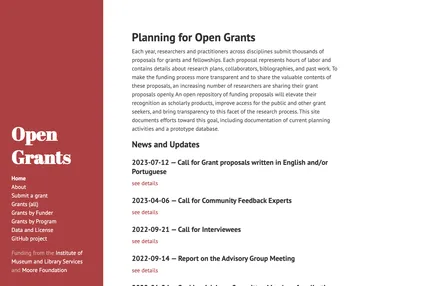 Open
Grants
Home
About
Submit a grant
Grants (all)
Grants by Funder
Grants by Program
Data and License
GitHub project
Funding from the Institute of
Museum and Library Services
and Moore Foundation
Planning for Open Grants
Each year, researchers and practitioners across disciplines submit thousands of
proposals for grants and fellowships. Each proposal represents hours of labor and
contains details about research plans, collaborators, bibliographies, and past work. To
make the funding process more transparent and to share the valuable contents of
these proposals, an increasing number of researchers are sharing their grant
proposals openly. An open repository of funding proposals will elevate their
recognition as scholarly products, improve access for the public and other grant
seekers, and bring transparency to this facet of the research process. This site
documents efforts toward this goal, including documentation of current planning
activities and a prototype database.
News and Updates
2023-07-12 — Call for Grant proposals written in English and/or
Portuguese
see details
2023-04-06 — Call for Community Feedback Experts
see details
2022-09-21 — Call for Interviewees
see details
2022-09-14 — Report on the Advisory Group Meeting
see details